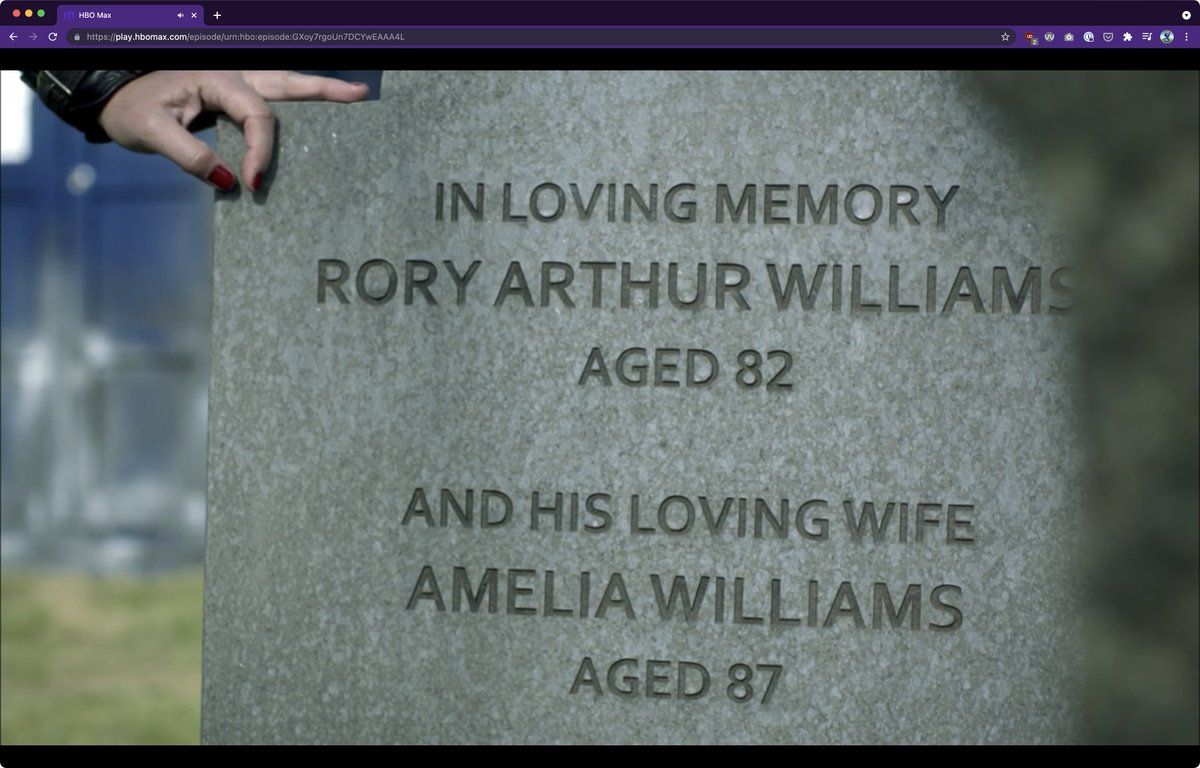 HBO Max
https://play.hbomax.com/episode/urn:hbo:episode:GXoy7rgoUn7DCYwEAAA4L
2
IN LOVING MEMORY
RORY ARTHUR WILLIAMS
AGED 82
AND HIS LOVING WIFE
AMELIA WILLIAMS
AGED 87